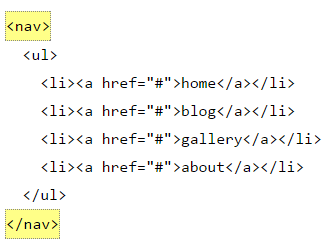 <nav>
<ul>
<li><a href="#">home</a></li>
<li><a href="#">blog</a></li>
<li><a href="#">gallery</a></li>
<li><a href="#">about</a></li>
</ul>
</nav>